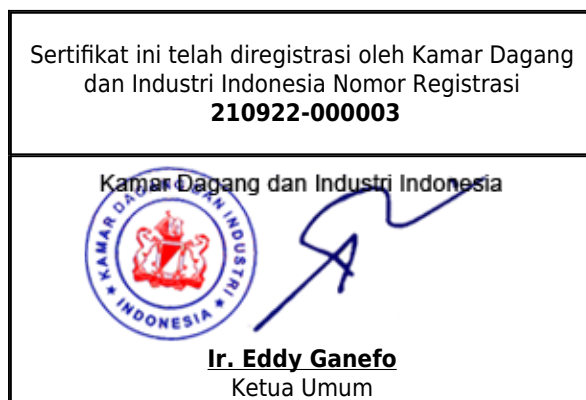 Sertifikat ini telah diregistrasi oleh Kamar Dagang
dan Industri Indonesia Nomor Registrasi
210922-000003
Kamar Dagang dan Industri Indonesia
KAMAR DAGANG DAN INDUSTRI
INDONESIA
Ir. Eddy Ganefo
Ketua Umum